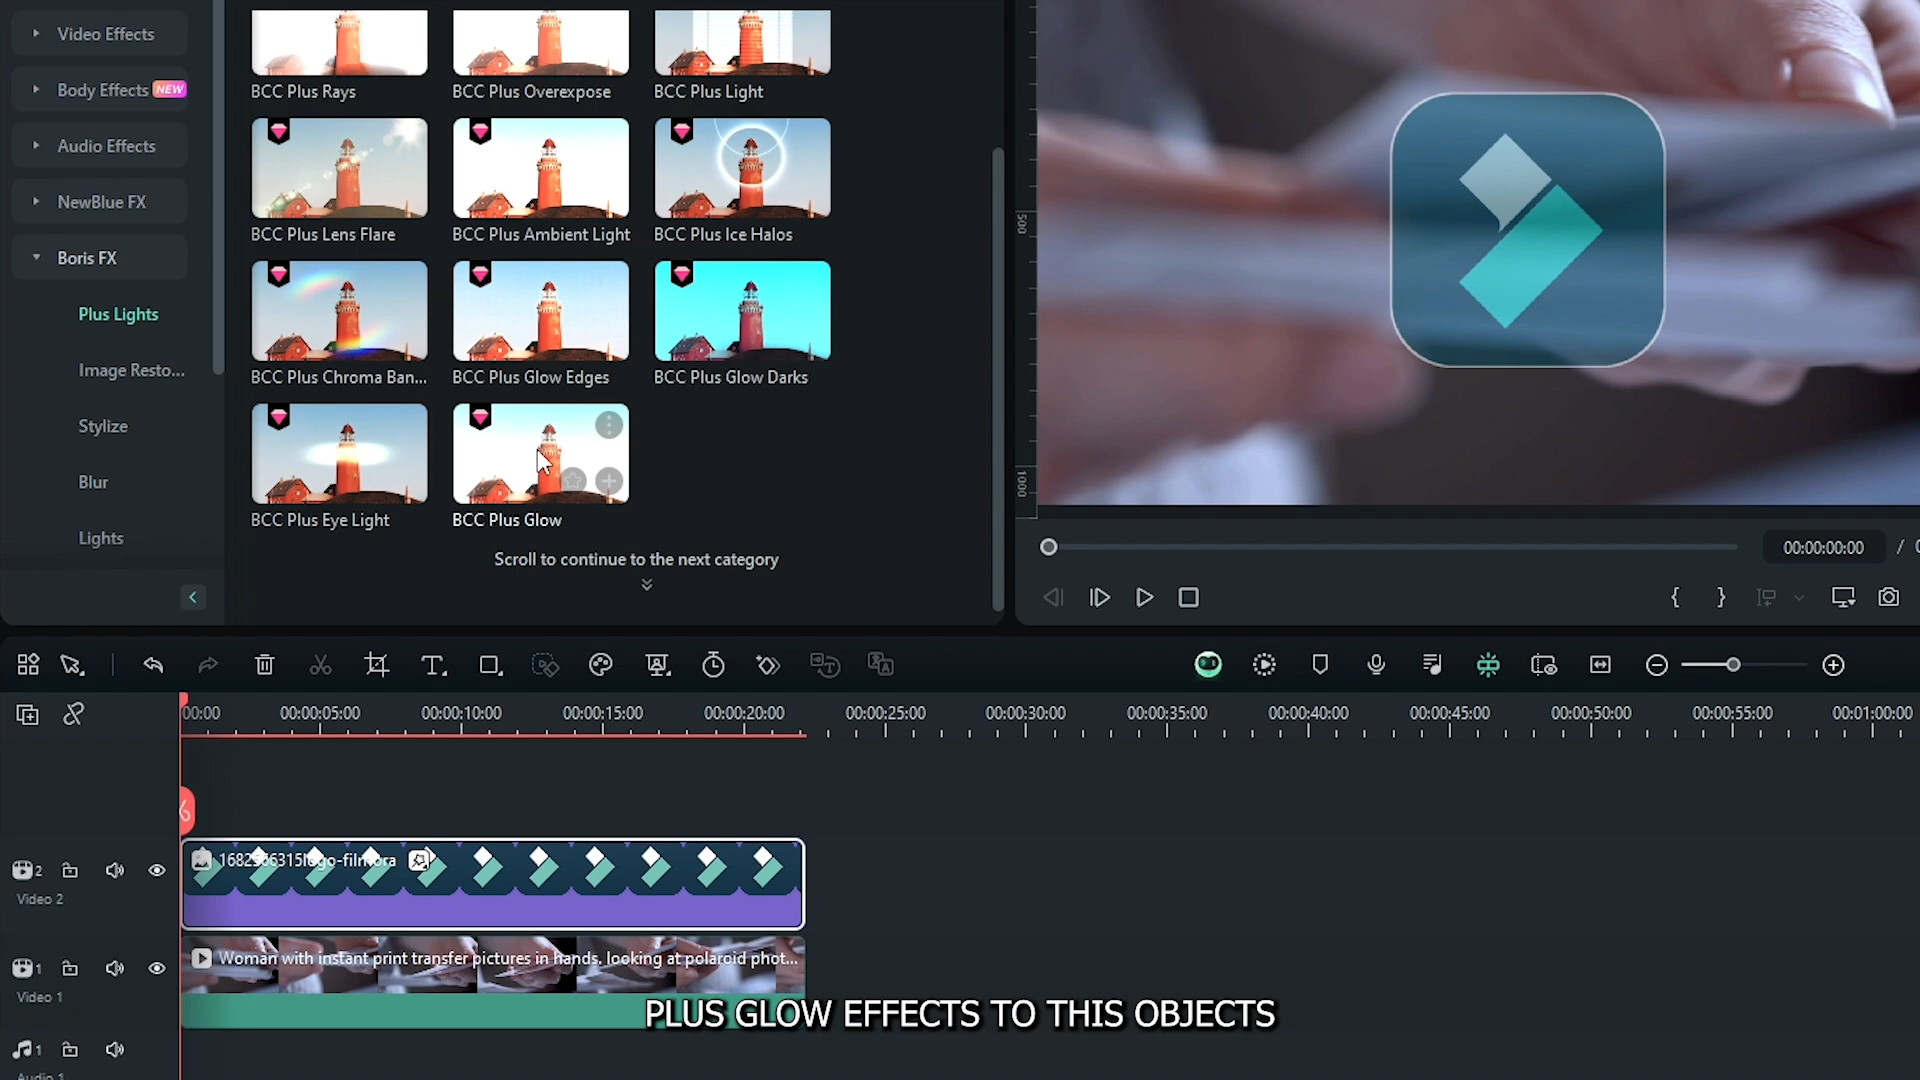 Video Effects
Body Effects NEW
Audio Effects
NewBlue FX
Boris FX
Plus Lights
Image Resto...
Stylize
Blur
Lights
BCC Plus Rays
BCC Plus Overexpose
BCC Plus Light
BCC Plus Lens Flare
BCC Plus Ambient Light
BCC Plus Ice Halos
BCC Plus Chroma Ban...
BCC Plus Glow Edges
BCC Plus Glow Darks
BCC Plus Eye Light
BCC Plus Glow
Scroll to continue to the next category
500
1000
00:00:00:00 /
00:00 00:00:05:00 00:00:10:00 00:00:15:00 00:00:20:00 00:00:25:00 00:00:30:00 00:00:35:00 00:00:40:00 00:00:45:00 00:00:50:00 00:00:55:00 00:01:00:00
2
Video 2
1
Video 1
Woman with instant print transfer pictures in hands. looking at polaroid phot...
PLUS GLOW EFFECTS TO THIS OBJECTS
1
Audio 1